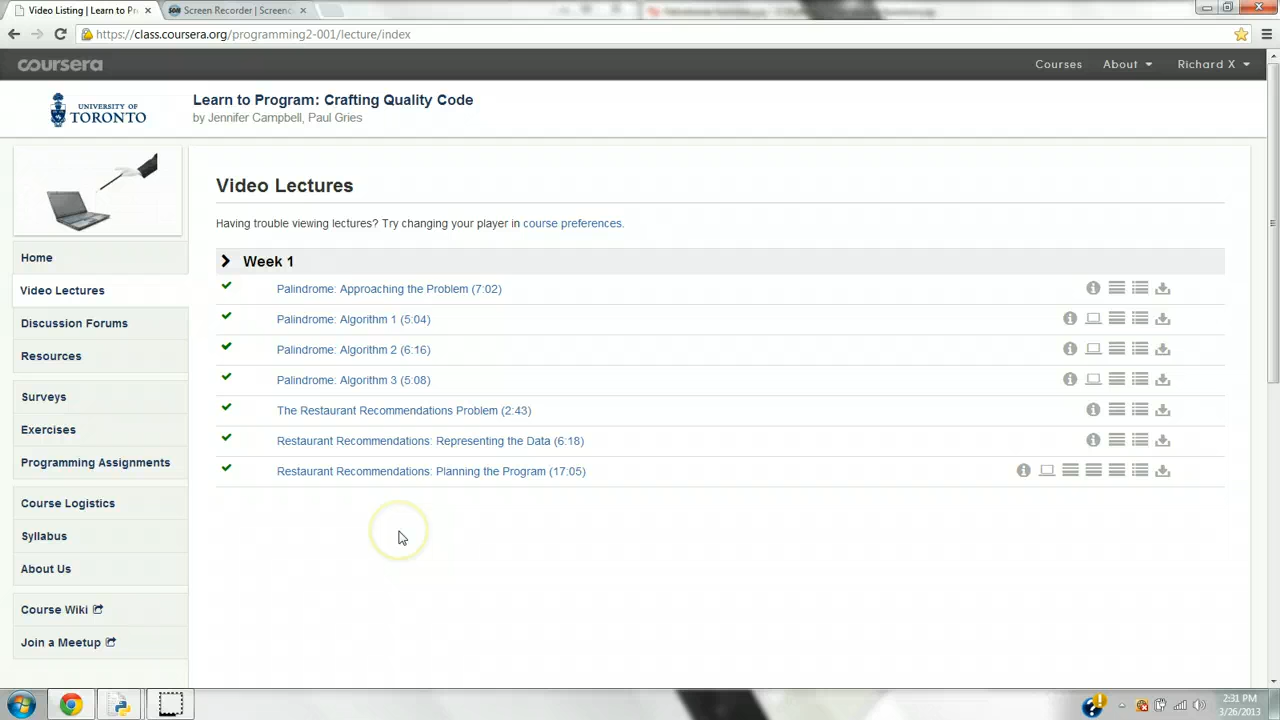 Video Listing | Learn to Pr
Screen Recorder | Screenc
https://class.coursera.org/programming2-001/lecture/index
coursera
Courses
About
Richard X
UNIVERSITY OF
TORONTO
Learn to Program: Crafting Quality Code
by Jennifer Campbell, Paul Gries
Home
Video Lectures
Discussion Forums
Resources
Surveys
Exercises
Programming Assignments
Course Logistics
Syllabus
About Us
Course Wiki
Join a Meetup
Video Lectures
Having trouble viewing lectures? Try changing your player in course preferences.
Week 1
Palindrome: Approaching the Problem (7:02)
Palindrome: Algorithm 1 (5:04)
Palindrome: Algorithm 2 (6:16)
Palindrome: Algorithm 3 (5:08)
The Restaurant Recommendations Problem (2:43)
Restaurant Recommendations: Representing the Data (6:18)
Restaurant Recommendations: Planning the Program (17:05)
2:31 PM
3/26/2013